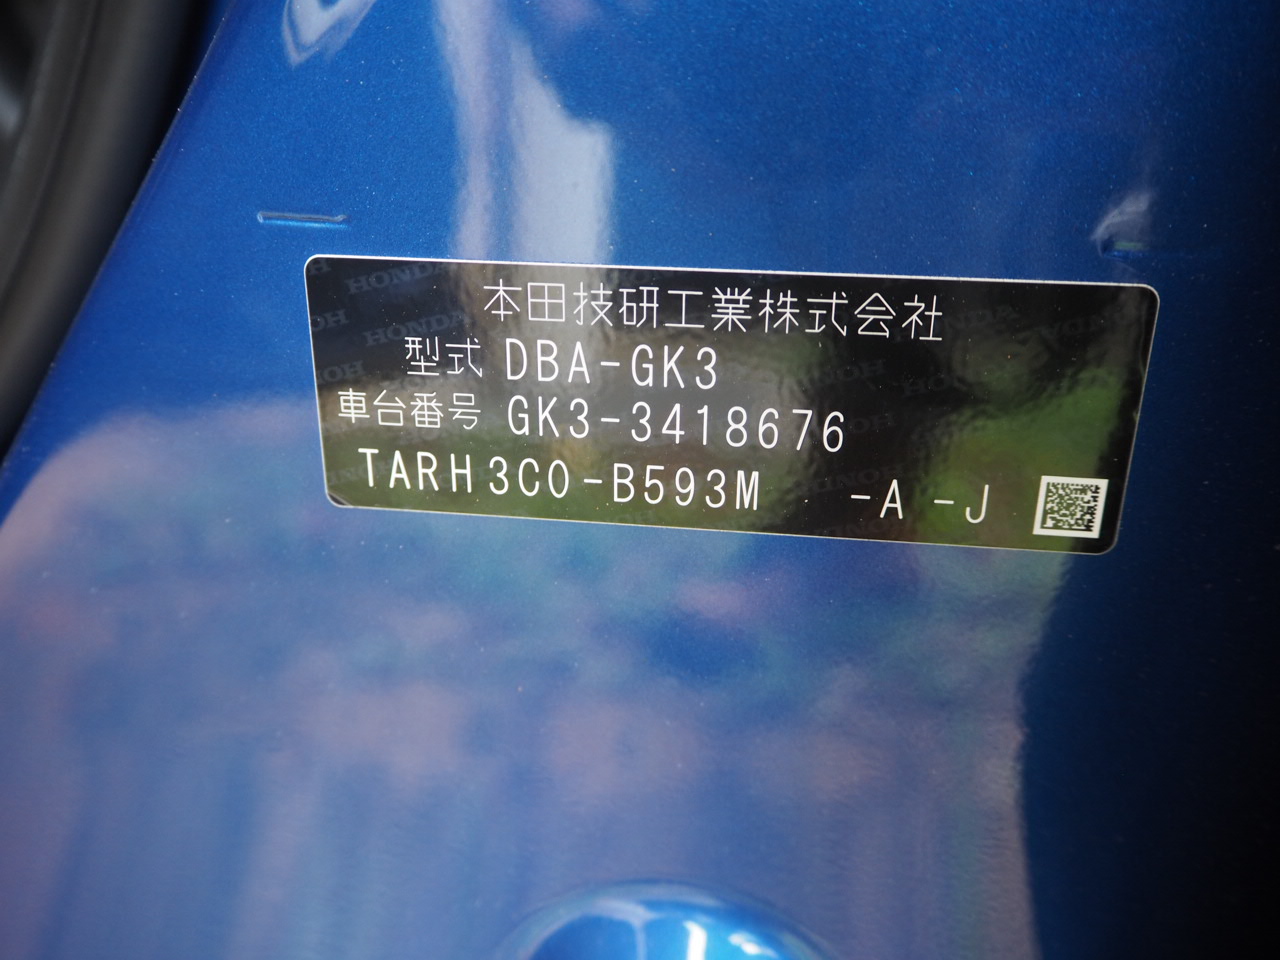 本田技研工業株式会社
型式 DBA-GK3
車台番号 GK3-3418676
TARH3C0-B593M -A -J